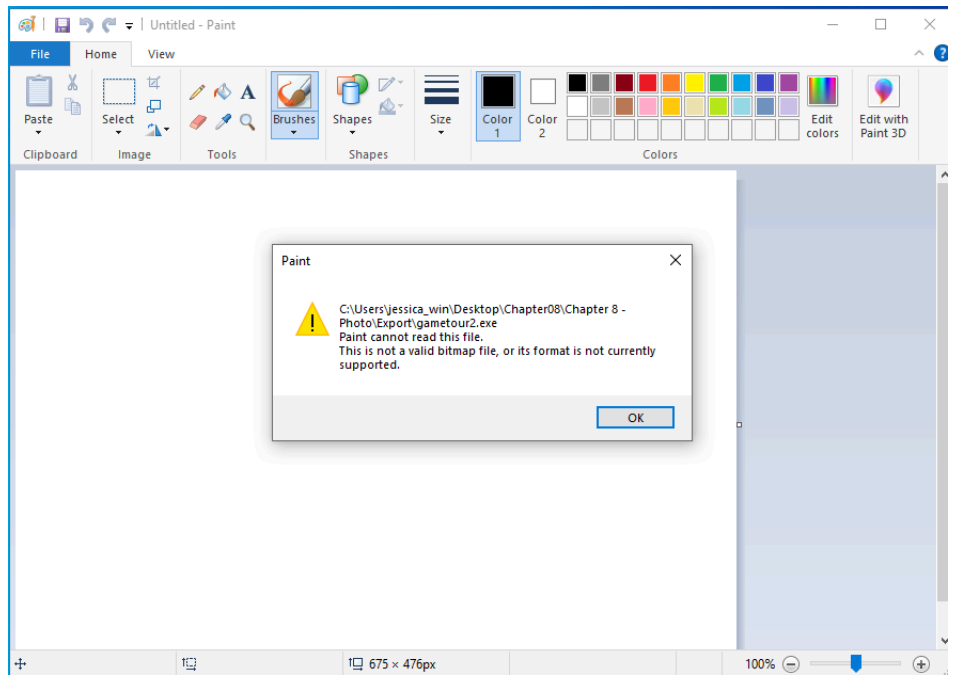 Untitled - Paint
File Home View
Paste
Select
Brushes
Shapes
Size
Color 1
Color 2
Edit colors
Edit with Paint 3D
Clipboard
Image
Tools
Shapes
Colors
A
Paint
C:\Users\jessica_win\Desktop\Chapter08\Chapter 8 -
Photo\Export\gametour2.exe
Paint cannot read this file.
This is not a valid bitmap file, or its format is not currently
supported.
OK
675 × 476px
100%